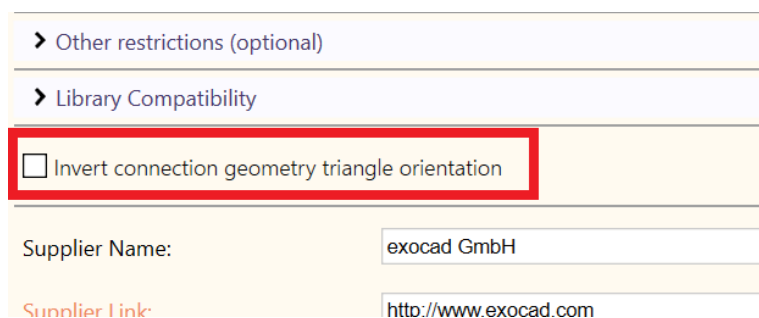 Other restrictions (optional)
Library Compatibility
Invert connection geometry triangle orientation
Supplier Name:
exocad GmbH
Supplier Link:
http://www.exocad.com